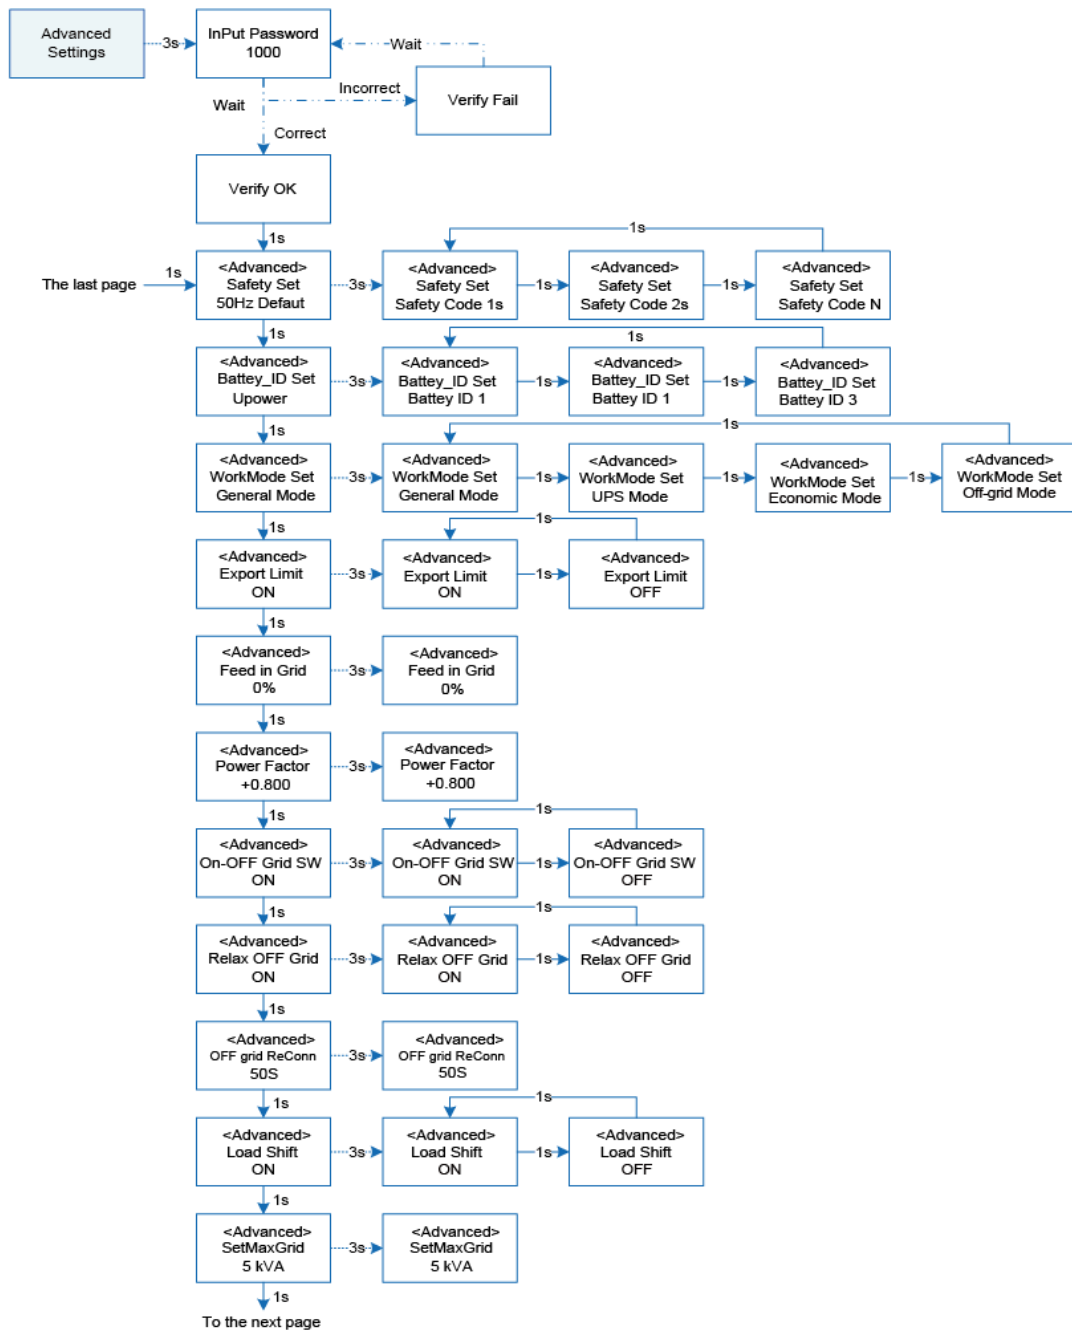 Advanced
Settings
3s
InPut Password
1000
Wait
Verify Fail
Incorrect
Wait
Correct
Verify OK
1s
1s
The last page
1s
<Advanced>
Safety Set
50Hz Defaut
3s
<Advanced>
Safety Set
Safety Code 1s
1s
<Advanced>
Safety Set
Safety Code 2s
1s
<Advanced>
Safety Set
Safety Code N
1s
1s
<Advanced>
Battey_ID Set
Upower
3s
<Advanced>
Battey_ID Set
Battey ID 1
1s
<Advanced>
Battey_ID Set
Battey ID 1
1s
<Advanced>
Battey_ID Set
Battey ID 3
1s
1s
<Advanced>
WorkMode Set
General Mode
3s
<Advanced>
WorkMode Set
General Mode
1s
<Advanced>
WorkMode Set
UPS Mode
1s
<Advanced>
WorkMode Set
Economic Mode
1s
<Advanced>
WorkMode Set
Off-grid Mode
1s
1s
<Advanced>
Export Limit
ON
3s
<Advanced>
Export Limit
ON
1s
<Advanced>
Export Limit
OFF
1s
<Advanced>
Feed in Grid
0%
3s
<Advanced>
Feed in Grid
0%
1s
<Advanced>
Power Factor
+0.800
3s
<Advanced>
Power Factor
+0.800
1s
1s
<Advanced>
On-OFF Grid SW
ON
3s
<Advanced>
On-OFF Grid SW
ON
1s
<Advanced>
On-OFF Grid SW
OFF
1s
1s
<Advanced>
Relax OFF Grid
ON
3s
<Advanced>
Relax OFF Grid
ON
1s
<Advanced>
Relax OFF Grid
OFF
1s
<Advanced>
OFF grid ReConn
50S
3s
<Advanced>
OFF grid ReConn
50S
1s
1s
<Advanced>
Load Shift
ON
3s
<Advanced>
Load Shift
ON
1s
<Advanced>
Load Shift
OFF
1s
<Advanced>
SetMaxGrid
5 kVA
3s
<Advanced>
SetMaxGrid
5 kVA
1s
To the next page